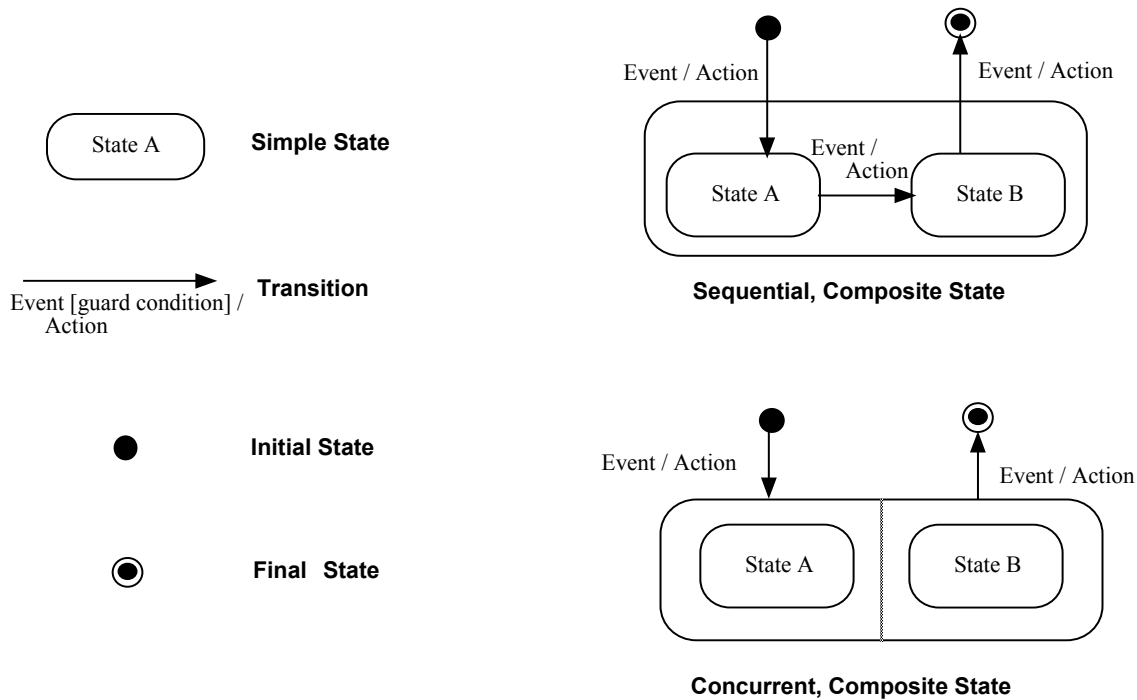 State A
Simple State
Event [guard condition] /
Action
Transition
Initial State
Final State
Event / Action
Event / Action
State A
Event /
Action
State B
Sequential, Composite State
Event / Action
Event / Action
State A
State B
Concurrent, Composite State